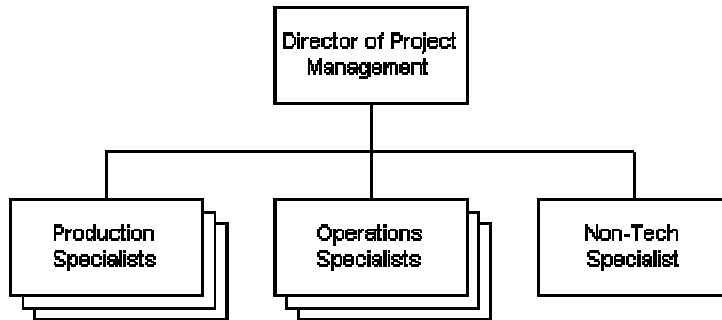 Director of Project
Management
Production
Specialists
Operations
Specialists
Non-Tech
Specialist